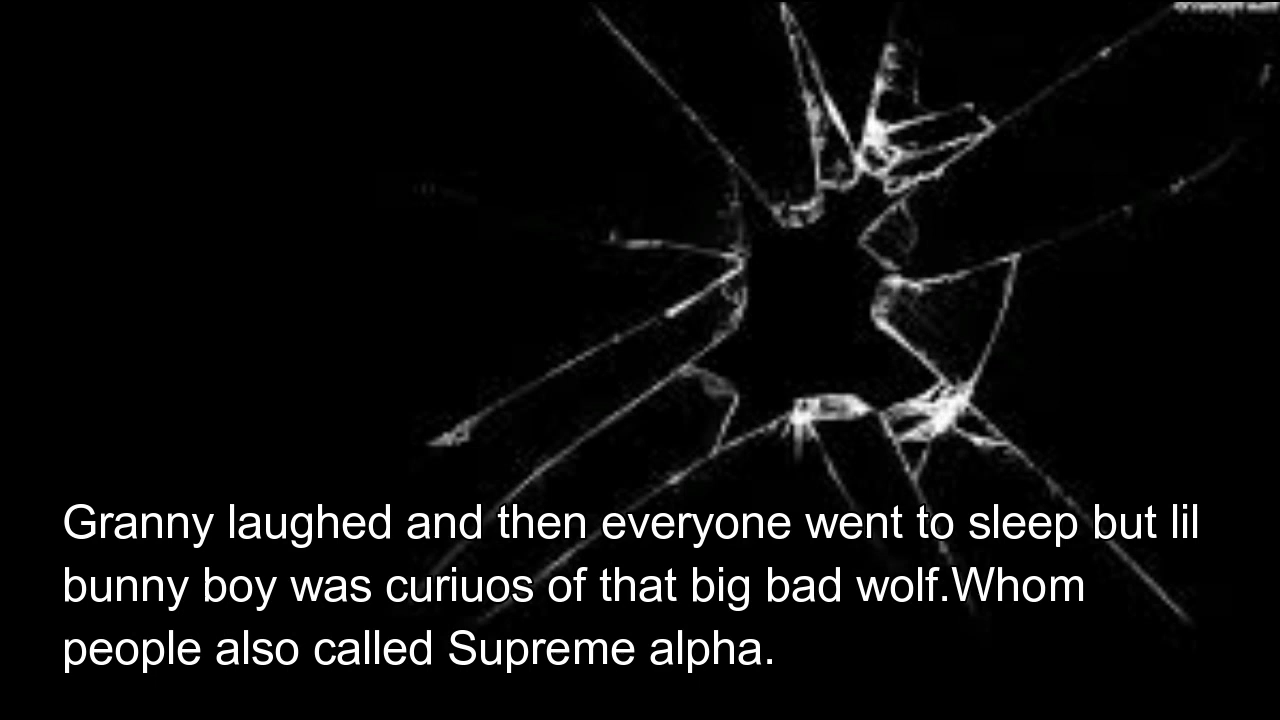 Granny laughed and then everyone went to sleep but lil
bunny boy was curiuos of that big bad wolf.Whom
people also called Supreme alpha.